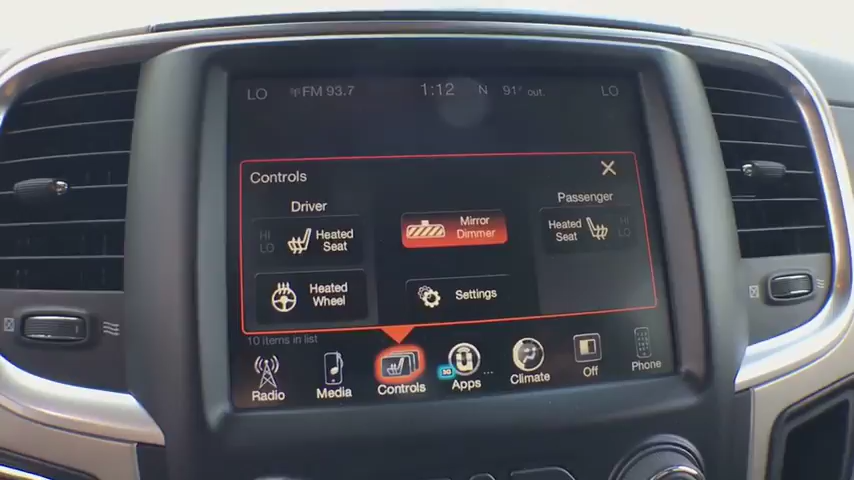 LO FM 93.7 1:12 N 91° out. LO
Controls
Driver
Passenger
HI
LO
Heated
Seat
Mirror
Dimmer
Heated
Seat
HI
LO
Heated
Wheel
Settings
10 items in list
Radio
Media
Controls
3G
Apps
...
Climate
Off
Phone